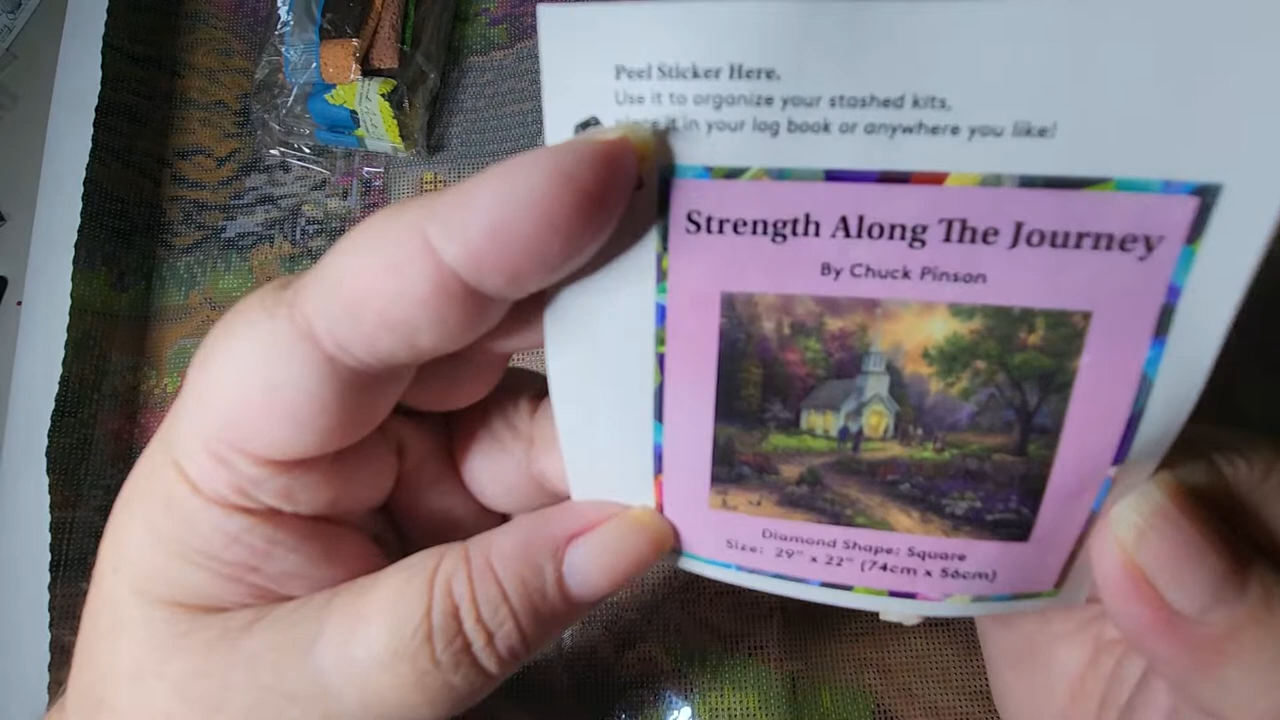 Peel Sticker Here.
Use it to organize your stashed kits,
place it in your log book or anywhere you like!
Strength Along The Journey
By Chuck Pinson
Diamond Shape: Square
Size: 29" x 22" (74cm x 56cm)